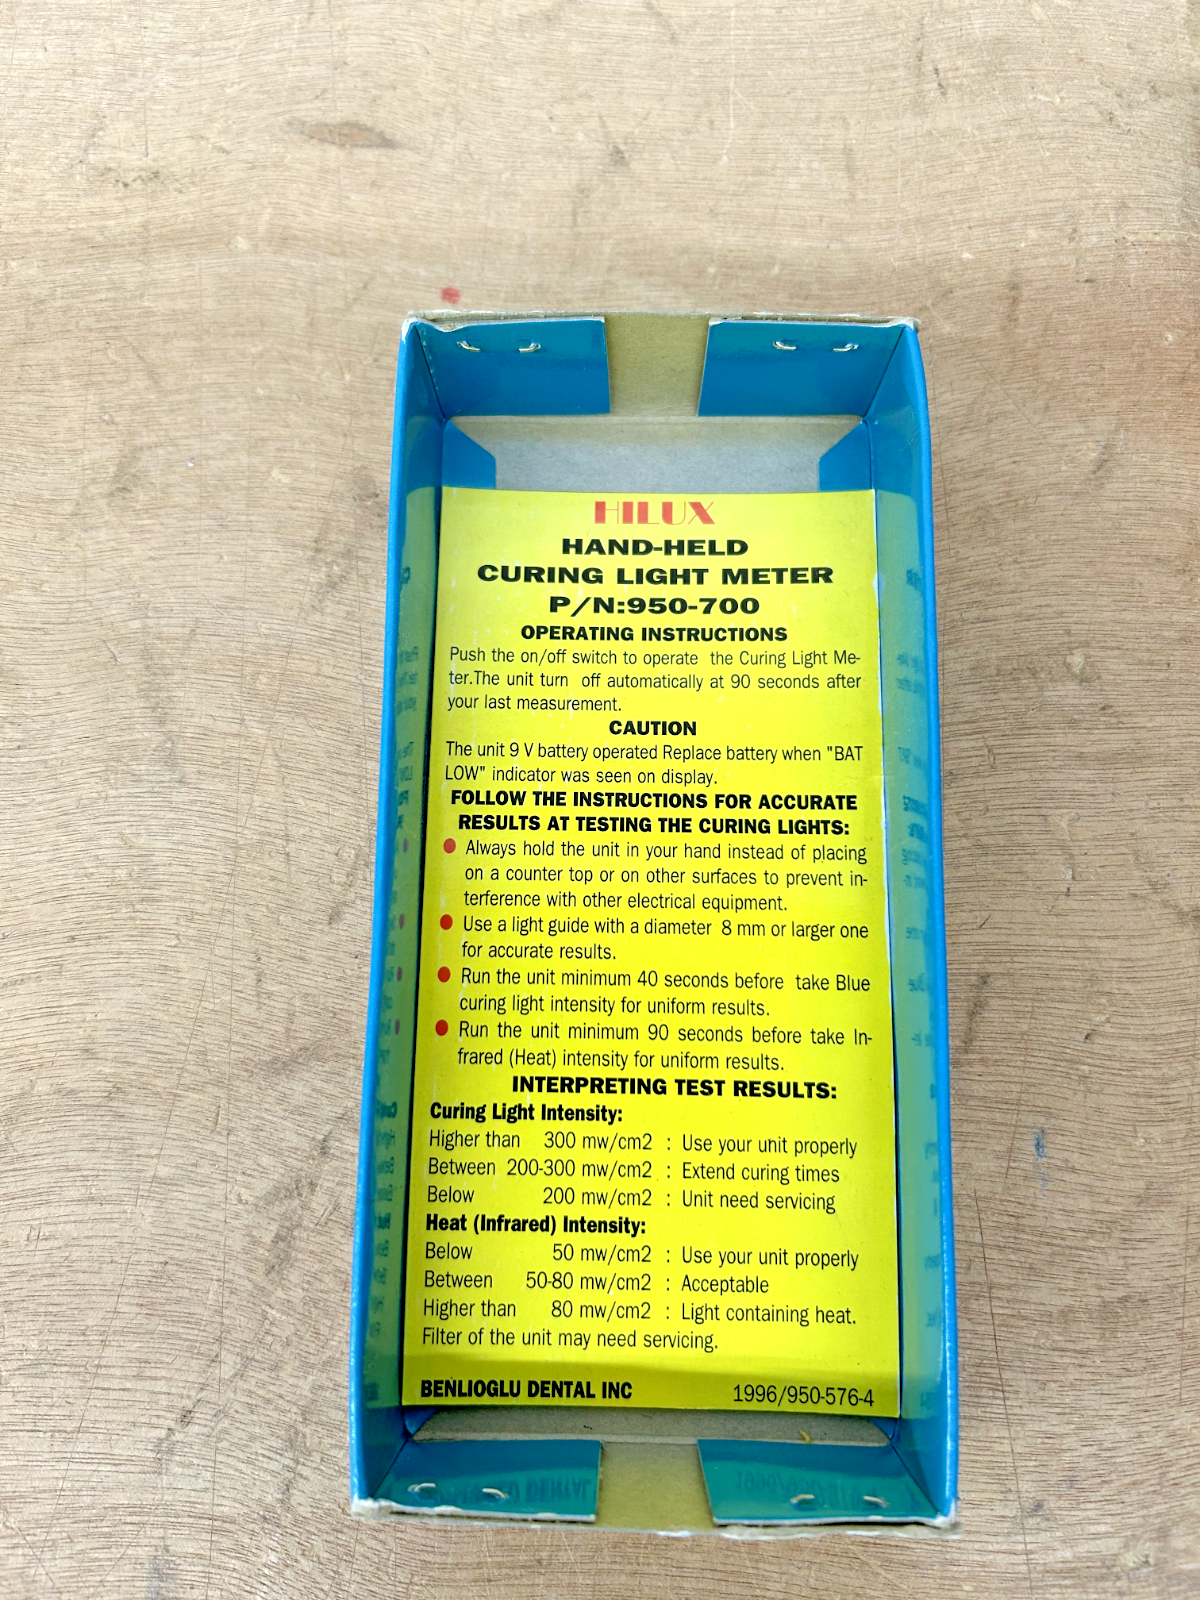 HILUX
HAND-HELD
CURING LIGHT METER
P/N:950-700
OPERATING INSTRUCTIONS
Push the on/off switch to operate the Curing Light Me-
ter.The unit turn off automatically at 90 seconds after
your last measurement.
CAUTION
The unit 9 V battery operated Replace battery when "BAT
LOW" indicator was seen on display.
FOLLOW THE INSTRUCTIONS FOR ACCURATE
RESULTS AT TESTING THE CURING LIGHTS:
● Always hold the unit in your hand instead of placing
on a counter top or on other surfaces to prevent in-
terference with other electrical equipment.
● Use a light guide with a diameter 8 mm or larger one
for accurate results.
● Run the unit minimum 40 seconds before take Blue
curing light intensity for uniform results.
● Run the unit minimum 90 seconds before take In-
frared (Heat) intensity for uniform results.
INTERPRETING TEST RESULTS:
Curing Light Intensity:
Higher than 300 mw/cm2 : Use your unit properly
Between 200-300 mw/cm2 : Extend curing times
Below 200 mw/cm2 : Unit need servicing
Heat (Infrared) Intensity:
Below 50 mw/cm2 : Use your unit properly
Between 50-80 mw/cm2 : Acceptable
Higher than 80 mw/cm2 : Light containing heat.
Filter of the unit may need servicing.
BENLIOGLU DENTAL INC 1996/950-576-4